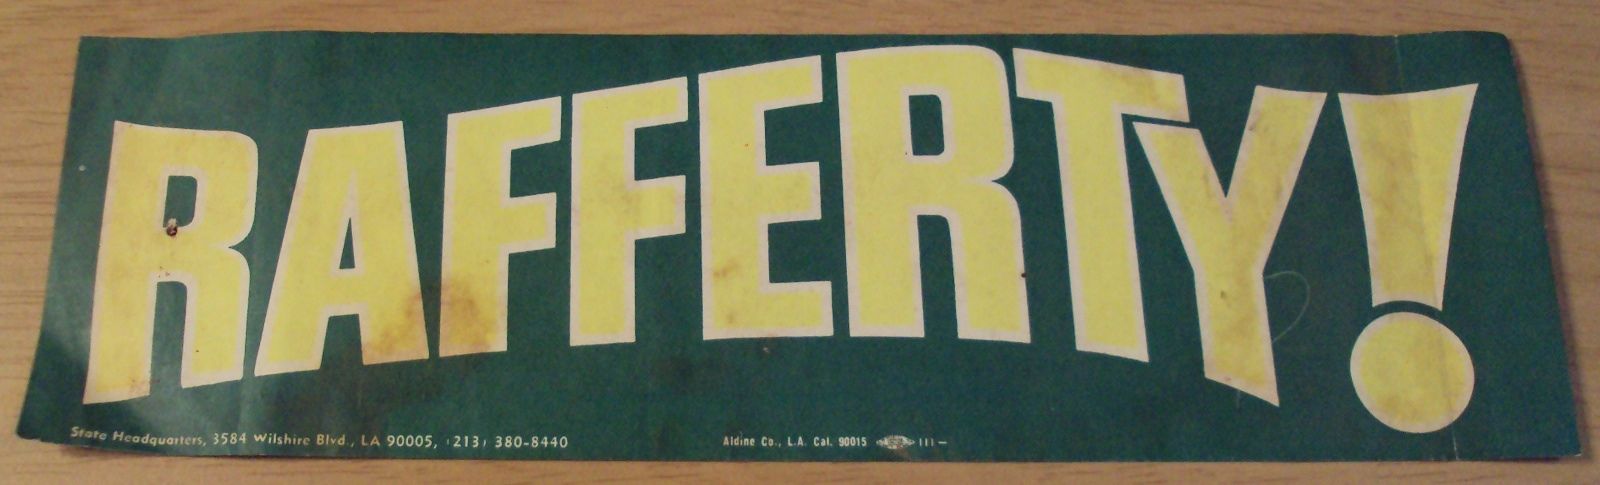 RAFFERTY!
State Headquarters, 3584 Wilshire Blvd., LA 90005, (213) 380-8440
Aldine Co., L.A. Cal. 90015